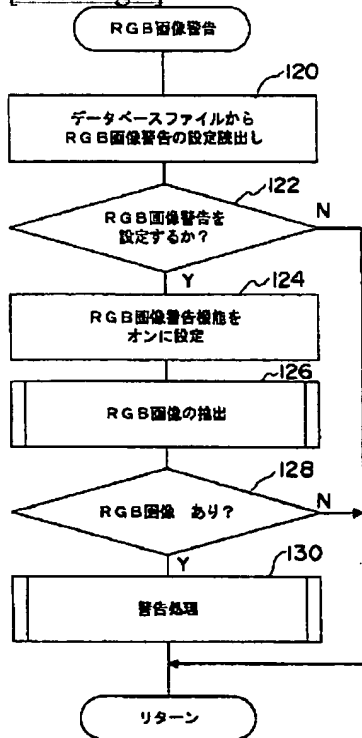 RGB画像警告
120
データベースファイルから
RGB画像警告の設定読出し
122
RGB画像警告を
設定するか?
N
Y
124
RGB画像警告機能を
オンに設定
126
RGB画像の抽出
128
RGB画像 あり?
N
Y
130
警告処理
リターン